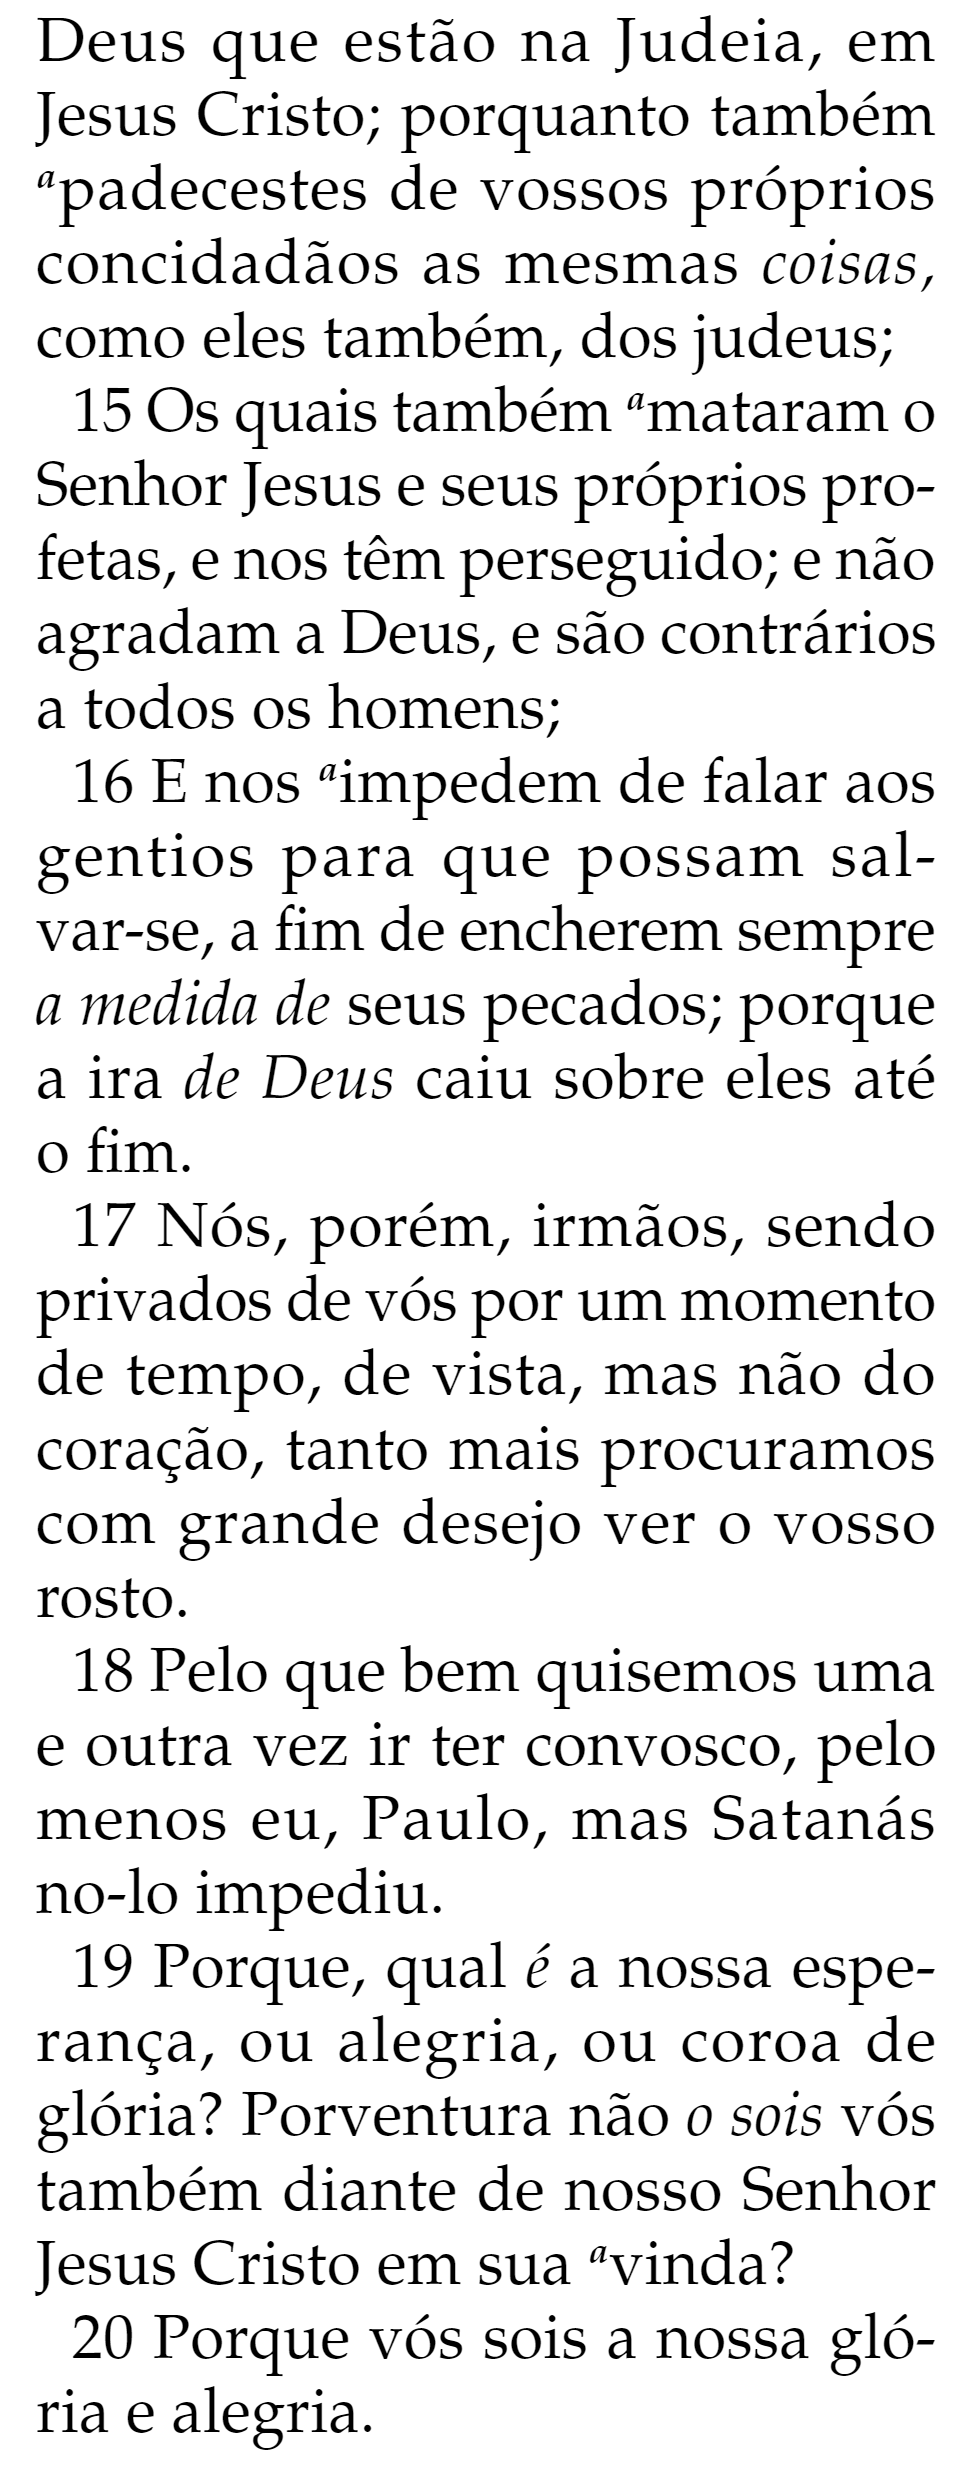 Deus que estão na Judeia, em
Jesus Cristo; porquanto também
ᵃpadecestes de vossos próprios
concidadãos as mesmas coisas,
como eles também, dos judeus;
15 Os quais também ᵃmataram o
Senhor Jesus e seus próprios pro-
fetas, e nos têm perseguido; e não
agradam a Deus, e são contrários
a todos os homens;
16 E nos ᵃimpedem de falar aos
gentios para que possam sal-
var-se, a fim de encherem sempre
a medida de seus pecados; porque
a ira de Deus caiu sobre eles até
o fim.
17 Nós, porém, irmãos, sendo
privados de vós por um momento
de tempo, de vista, mas não do
coração, tanto mais procuramos
com grande desejo ver o vosso
rosto.
18 Pelo que bem quisemos uma
e outra vez ir ter convosco, pelo
menos eu, Paulo, mas Satanás
no-lo impediu.
19 Porque, qual é a nossa espe-
rança, ou alegria, ou coroa de
glória? Porventura não o sois vós
também diante de nosso Senhor
Jesus Cristo em sua ᵃvinda?
20 Porque vós sois a nossa gló-
ria e alegria.